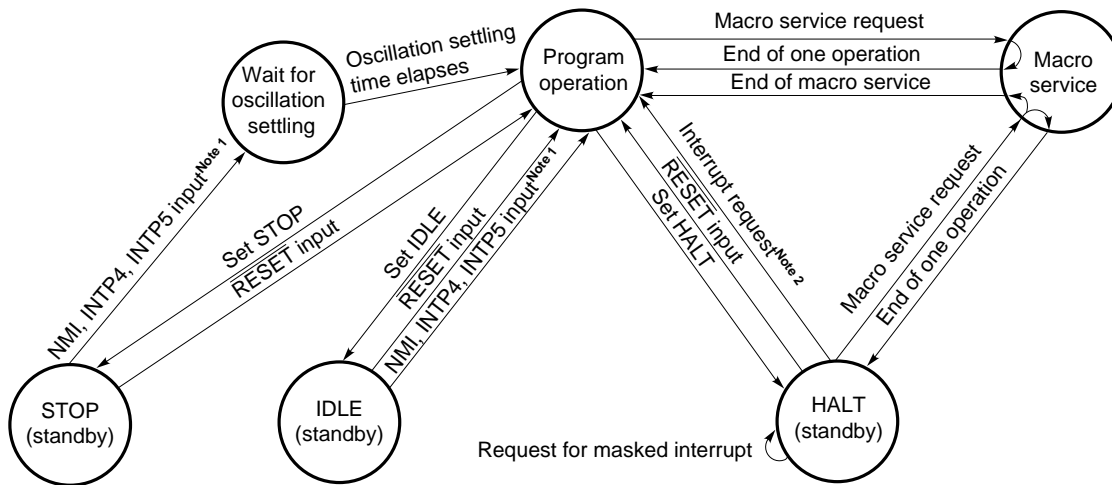 Macro service request
End of one operation
End of macro service
Oscillation settling
time elapses
Wait for
oscillation
settling
Program
operation
Macro
service
NMI, INTP4, INTP5 input Note 1
Set STOP
RESET input
Set IDLE
RESET input
NMI, INTP4, INTP5 input Note 1
Interrupt request Note 2
RESET input
Set HALT
Macro service request
End of one operation
STOP
(standby)
IDLE
(standby)
HALT
(standby)
Request for masked interrupt